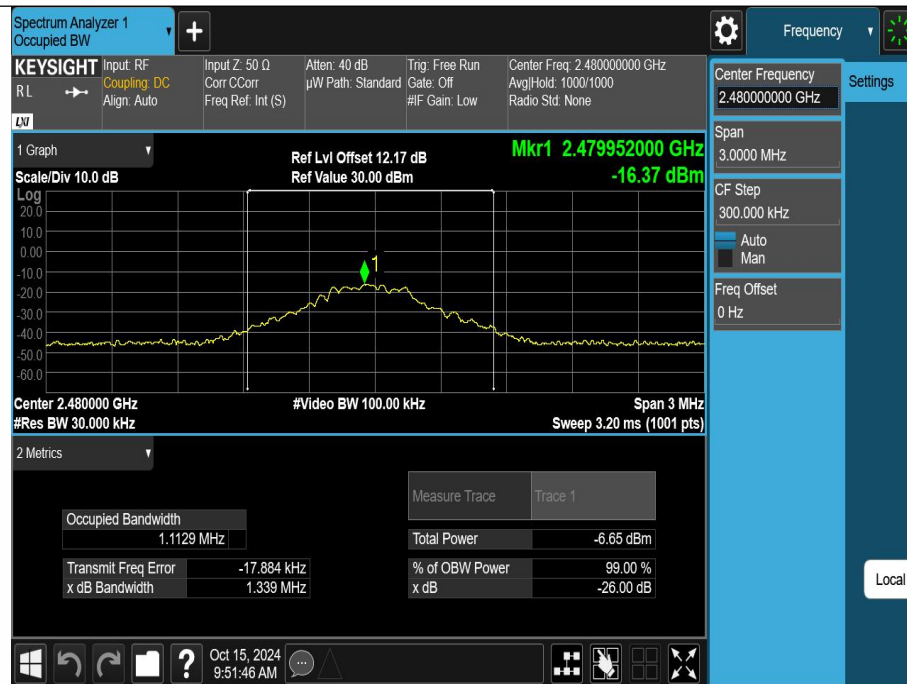 Spectrum Analyzer 1
Occupied BW
+
Frequency
KEYSIGHT
RL
LXI
Input: RF
Coupling: DC
Align: Auto
Input Z: 50 Ω
Corr CCorr
Freq Ref: Int (S)
Atten: 40 dB
µW Path: Standard
Trig: Free Run
Gate: Off
#IF Gain: Low
Center Freq: 2.480000000 GHz
Avg|Hold: 1000/1000
Radio Std: None
Center Frequency
2.480000000 GHz
Settings
Span
3.0000 MHz
CF Step
300.000 kHz
Auto
Man
Freq Offset
0 Hz
Local
1 Graph
Scale/Div 10.0 dB
Ref Lvl Offset 12.17 dB
Ref Value 30.00 dBm
Mkr1 2.479952000 GHz
-16.37 dBm
Log
20.0
10.0
0.00
-10.0
-20.0
-30.0
-40.0
-50.0
-60.0
1
Center 2.480000 GHz
#Video BW 100.00 kHz
Span 3 MHz
#Res BW 30.000 kHz
Sweep 3.20 ms (1001 pts)
2 Metrics
Measure Trace Trace 1
Occupied Bandwidth
1.1129 MHz
Total Power -6.65 dBm
Transmit Freq Error -17.884 kHz
% of OBW Power 99.00 %
x dB Bandwidth 1.339 MHz
x dB -26.00 dB
?
Oct 15, 2024
9:51:46 AM